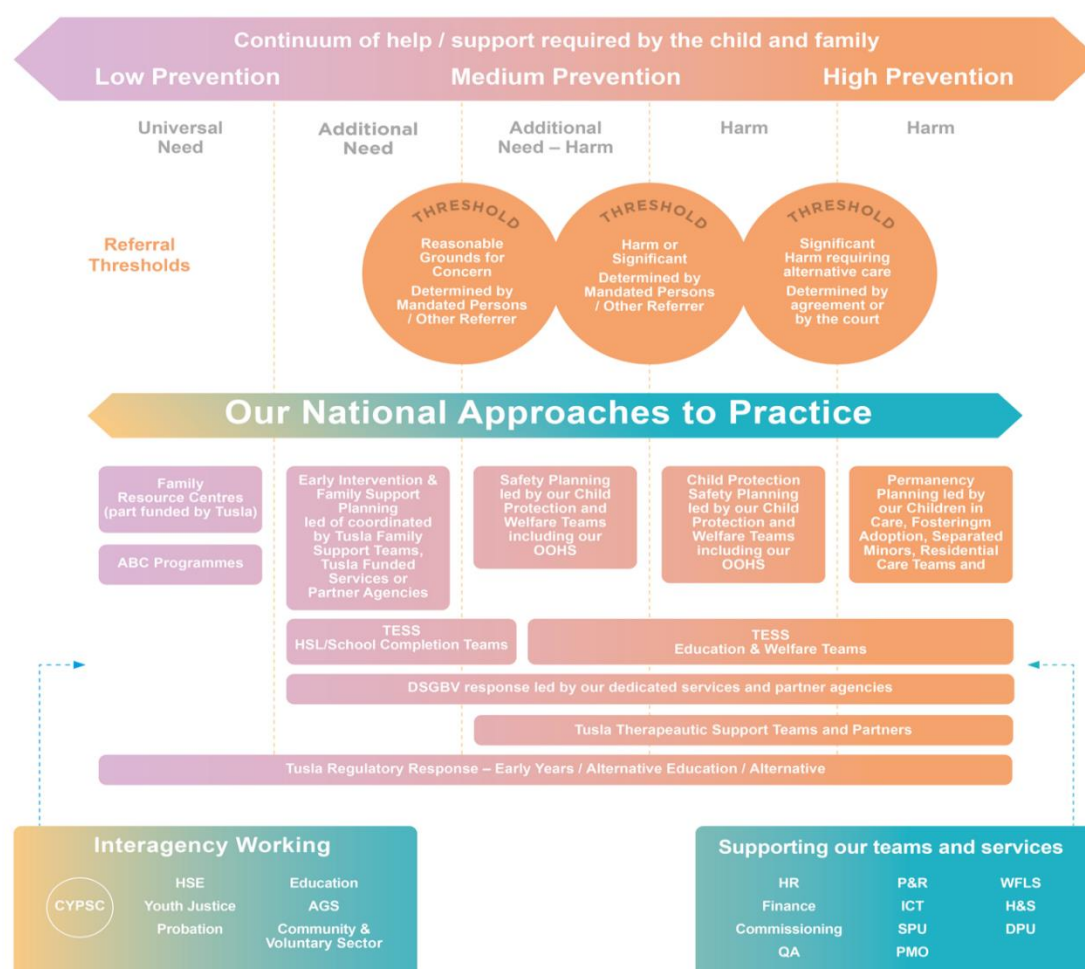 Continuum of help / support required by the child and family
Low Prevention
Medium Prevention
High Prevention
Universal
Need
Additional
Need
Additional
Need – Harm
Harm
Harm
Referral
Thresholds
THRESHOLD
Reasonable
Grounds for
Concern
Determined by
Mandated Persons
/ Other Referrer
THRESHOLD
Harm or
Significant
Determined by
Mandated Persons
/ Other Referrer
THRESHOLD
Significant
Harm requiring
alternative care
Determined by
agreement or
by the court
Our National Approaches to Practice
Family
Resource Centres
(part funded by Tusla)
ABC Programmes
Early Intervention &
Family Support
Planning
led of coordinated
by Tusla Family
Support Teams,
Tusla Funded
Services or
Partner Agencies
Safety Planning
led by our Child
Protection and
Welfare Teams
including our
OOHS
Child Protection
Safety Planning
led by our Child
Protection and
Welfare Teams
including our
OOHS
Permanency
Planning led by
our Children in
Care, Fosteringm
Adoption, Separated
Minors, Residential
Care Teams and
TESS
HSL/School Completion Teams
TESS
Education & Welfare Teams
DSGBV response led by our dedicated services and partner agencies
Tusla Therapeautic Support Teams and Partners
Tusla Regulatory Response – Early Years / Alternative Education / Alternative
Interagency Working
CYPSC
HSE
Youth Justice
Probation
Education
AGS
Community &
Voluntary Sector
Supporting our teams and services
HR
Finance
Commissioning
QA
P&R
ICT
SPU
PMO
WFLS
H&S
DPU